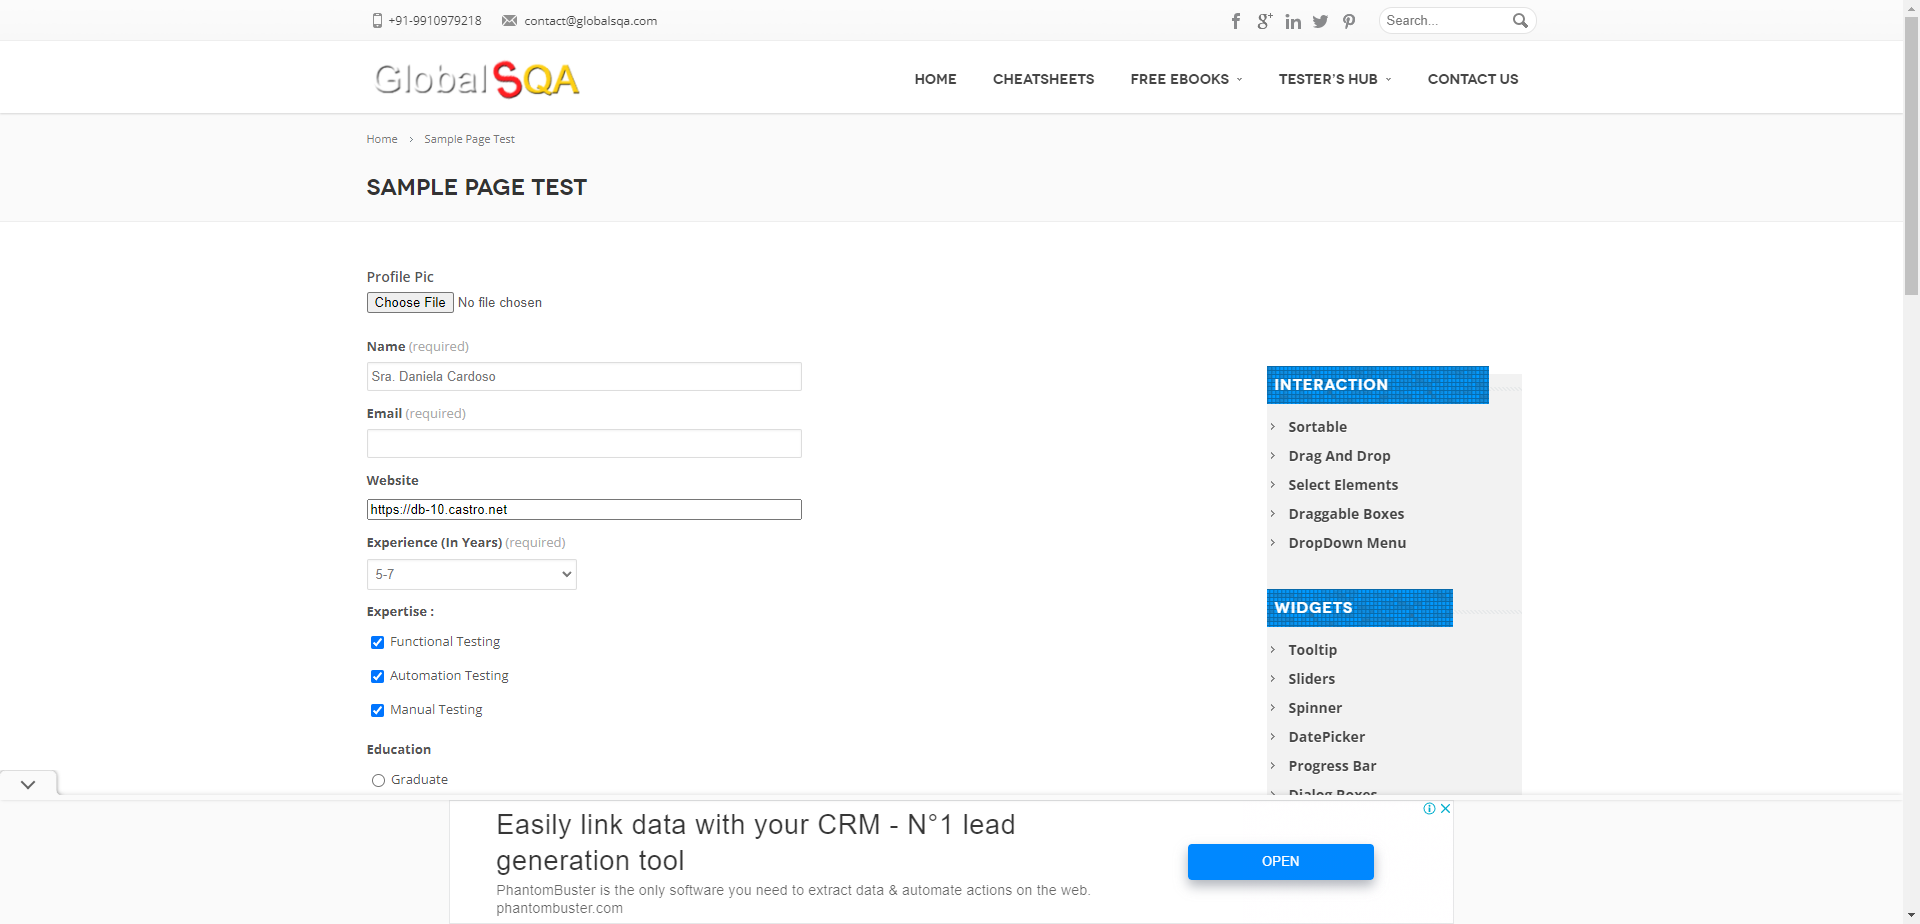 +91-9910979218 contact@globalsqa.com Search...
GlobalSQA HOME CHEATSHEETS FREE EBOOKS TESTER'S HUB CONTACT US
Home › Sample Page Test
SAMPLE PAGE TEST
Profile Pic
Choose File No file chosen
Name (required)
Sra. Daniela Cardoso
Email (required)
Website
https://db-10.castro.net
Experience (In Years) (required)
5-7
Expertise :
Functional Testing
Automation Testing
Manual Testing
Education
Graduate
INTERACTION
Sortable
Drag And Drop
Select Elements
Draggable Boxes
DropDown Menu
WIDGETS
Tooltip
Sliders
Spinner
DatePicker
Progress Bar
Dialog Boxes
Easily link data with your CRM - N°1 lead
generation tool
PhantomBuster is the only software you need to extract data & automate actions on the web.
phantombuster.com
OPEN